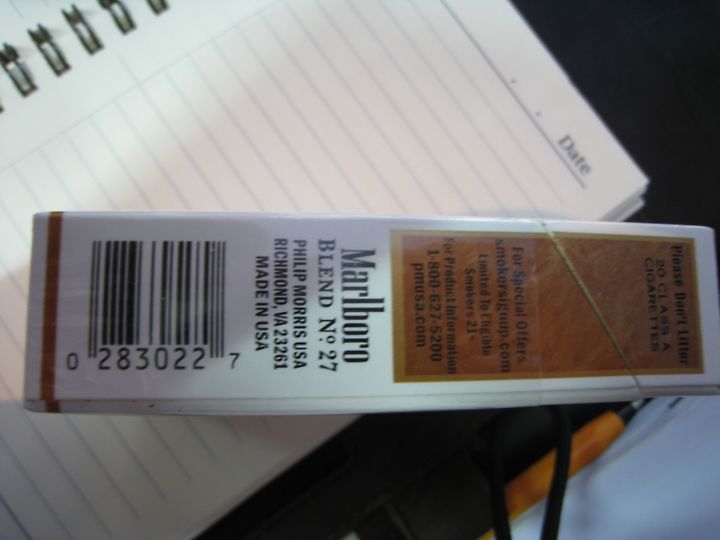 Date
Please Don't Litter
20 CLASS A
CIGARETTES
For Special Offers
smokersignup.com
Limited To Eligible
Smokers 21+
For Product Information
1-800-627-5200
pmusa.com
Marlboro
BLEND Nº 27
PHILIP MORRIS USA
RICHMOND, VA 23261
MADE IN USA
0 283022 7